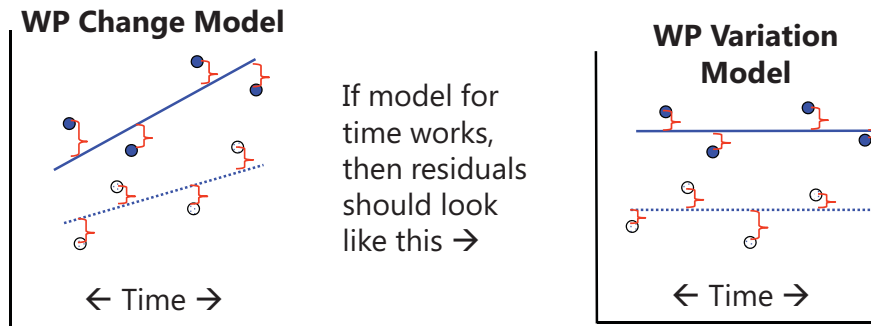 WP Change Model
← Time →
If model for
time works,
then residuals
should look
like this →
WP Variation
Model
← Time →